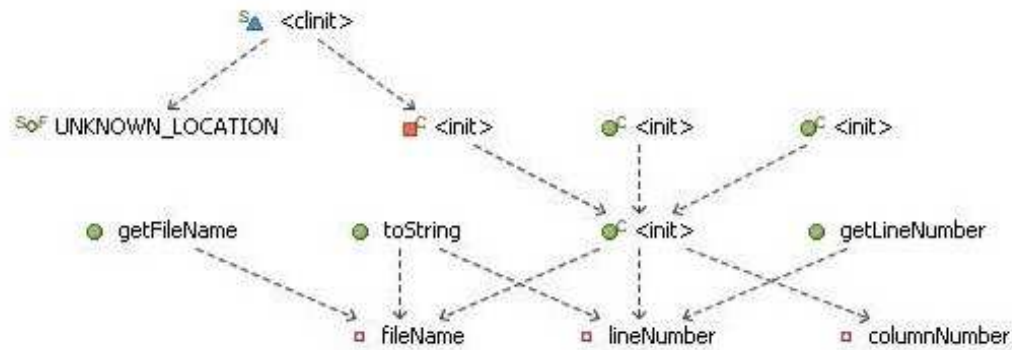 S <clinit>
S F UNKNOWN_LOCATION
C <init>
C <init>
C <init>
getFileName
toString
C <init>
getLineNumber
fileName
lineNumber
columnNumber